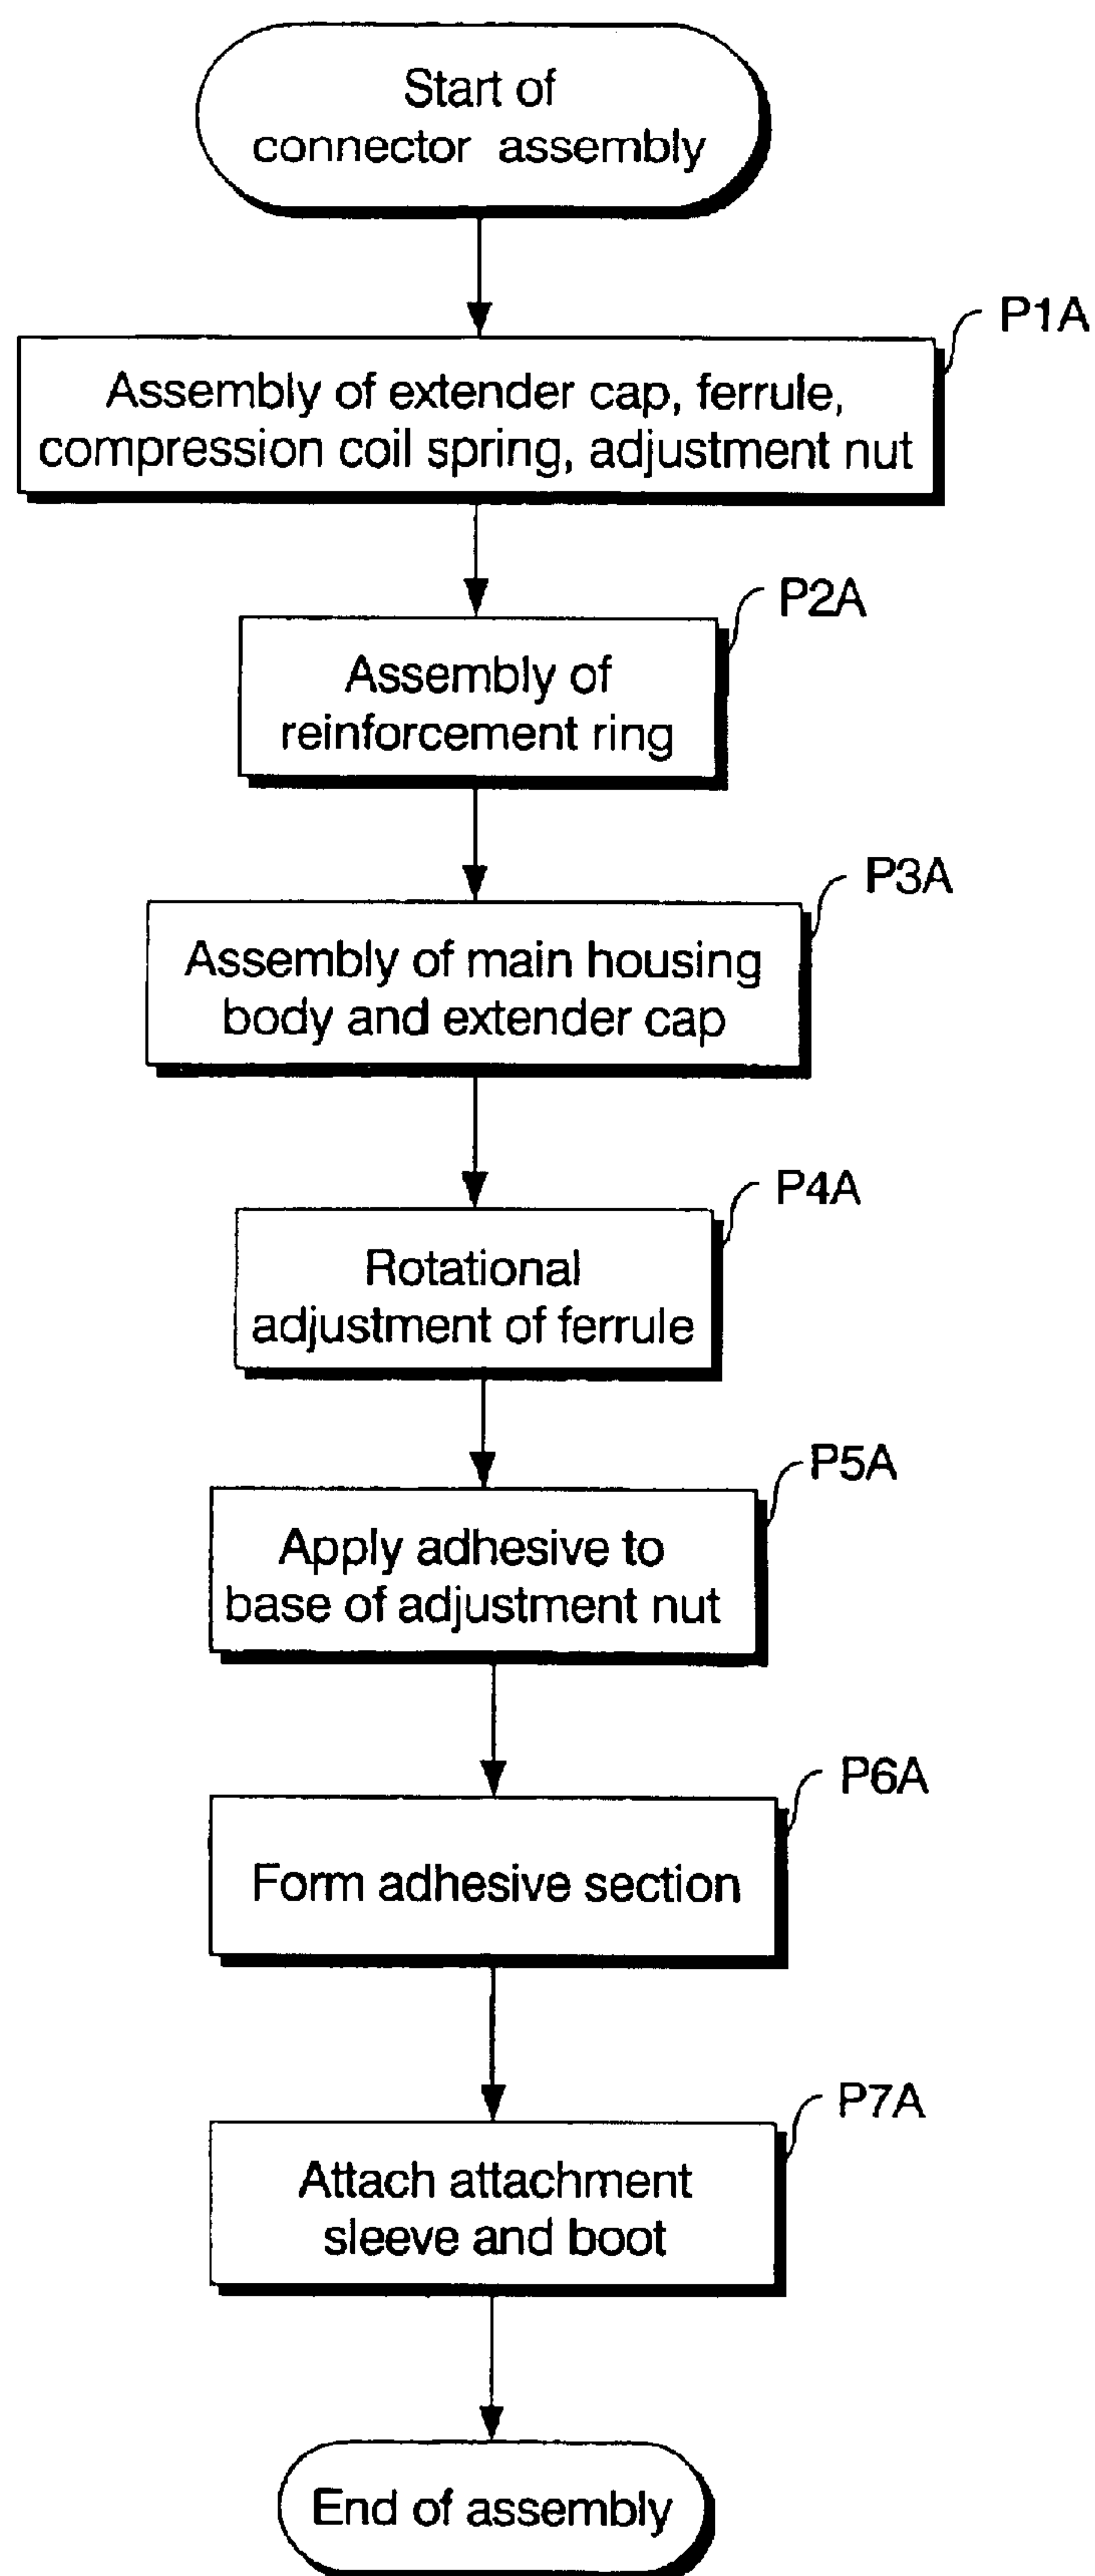 Start of
connector assembly
P1A
Assembly of extender cap, ferrule,
compression coil spring, adjustment nut
P2A
Assembly of
reinforcement ring
P3A
Assembly of main housing
body and extender cap
P4A
Rotational
adjustment of ferrule
P5A
Apply adhesive to
base of adjustment nut
P6A
Form adhesive section
P7A
Attach attachment
sleeve and boot
End of assembly